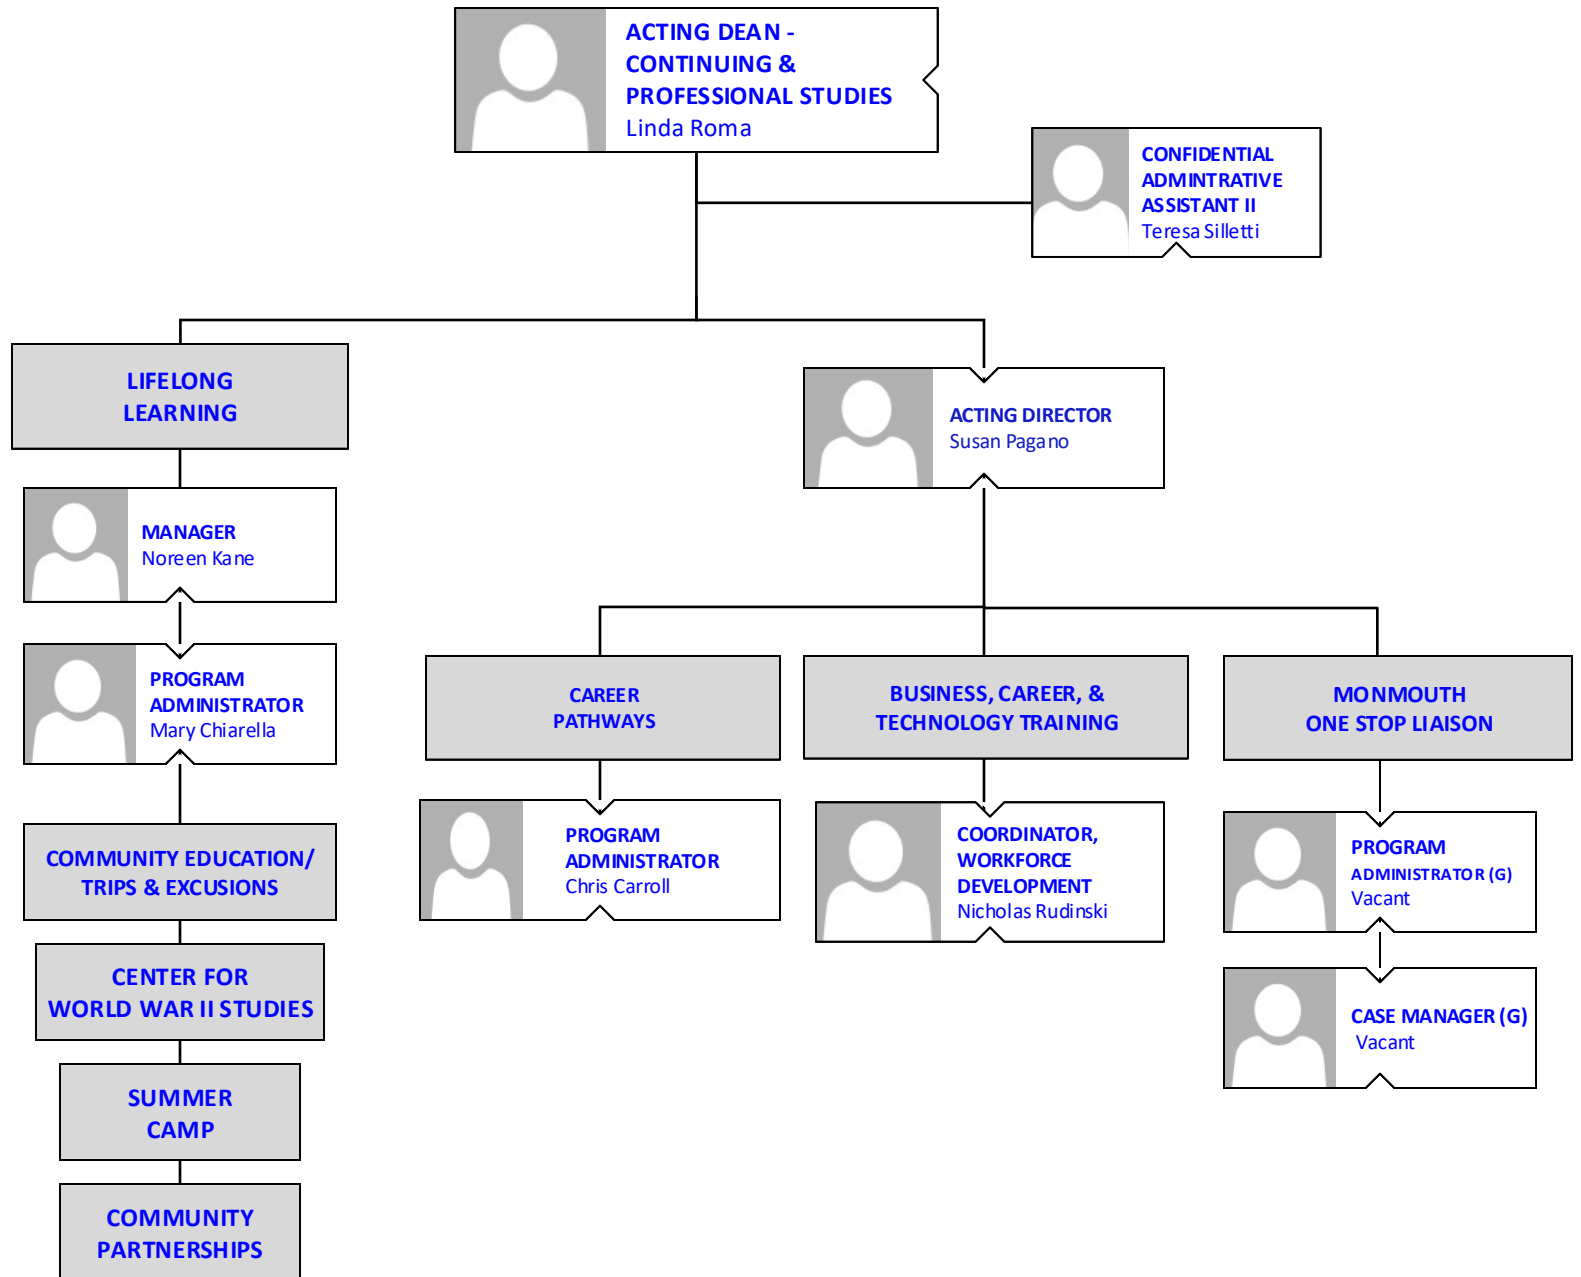 ACTING DEAN -
CONTINUING &
PROFESSIONAL STUDIES
Linda Roma
CONFIDENTIAL
ADMINTRATIVE
ASSISTANT II
Teresa Silletti
LIFELONG
LEARNING
MANAGER
Noreen Kane
PROGRAM
ADMINISTRATOR
Mary Chiarella
COMMUNITY EDUCATION/
TRIPS & EXCUSIONS
CENTER FOR
WORLD WAR II STUDIES
SUMMER
CAMP
COMMUNITY
PARTNERSHIPS
ACTING DIRECTOR
Susan Pagano
CAREER
PATHWAYS
PROGRAM
ADMINISTRATOR
Chris Carroll
BUSINESS, CAREER, &
TECHNOLOGY TRAINING
COORDINATOR,
WORKFORCE
DEVELOPMENT
Nicholas Rudinski
MONMOUTH
ONE STOP LIAISON
PROGRAM
ADMINISTRATOR (G)
Vacant
CASE MANAGER (G)
Vacant